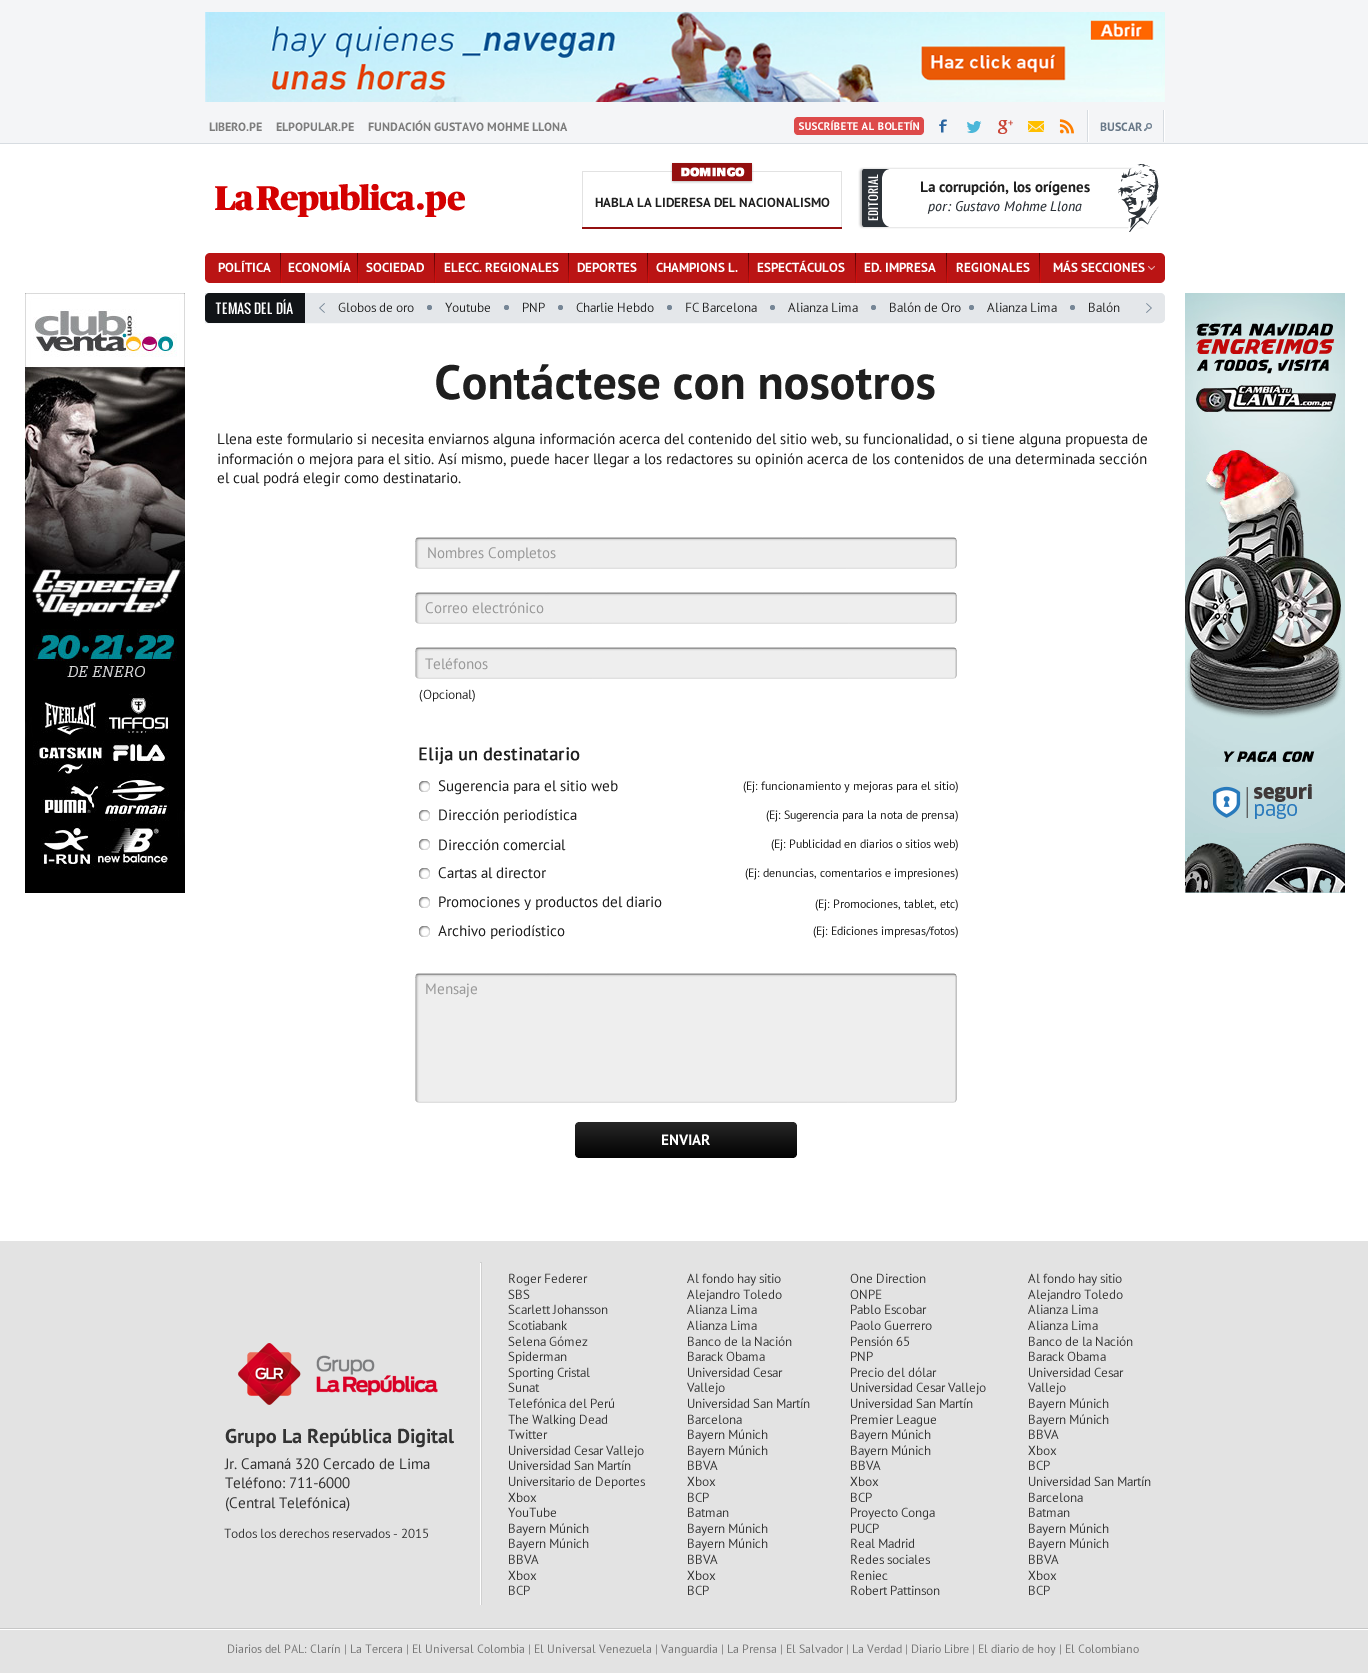 hay quienes _navegan
unas horas
Abrir
Haz click aquí
LIBERO.PE ELPOPULAR.PE FUNDACIÓN GUSTAVO MOHME LLONA
SUSCRÍBETE AL BOLETÍN
BUSCAR
La Republica.pe
DOMINGO
HABLA LA LIDERESA DEL NACIONALISMO
EDITORIAL
La corrupción, los orígenes
por: Gustavo Mohme Llona
POLÍTICA ECONOMÍA SOCIEDAD ELECC. REGIONALES DEPORTES CHAMPIONS L. ESPECTÁCULOS ED. IMPRESA REGIONALES MÁS SECCIONES
TEMAS DEL DÍA
Globos de oro • Youtube • PNP • Charlie Hebdo • FC Barcelona • Alianza Lima • Balón de Oro • Alianza Lima • Balón
club
venta.com
Especial
Deporte
20·21·22
DE ENERO
EVERLAST TIFFOSI
CATSKIN FILA
PUMA mormaii
I-RUN new balance
ESTA NAVIDAD
ENGREIMOS
A TODOS, VISITA
CAMBIA TU
LLANTA.com.pe
Y PAGA CON
seguri
pago
Contáctese con nosotros
Llena este formulario si necesita enviarnos alguna información acerca del contenido del sitio web, su funcionalidad, o si tiene alguna propuesta de
información o mejora para el sitio. Así mismo, puede hacer llegar a los redactores su opinión acerca de los contenidos de una determinada sección
el cual podrá elegir como destinatario.
Nombres Completos
Correo electrónico
Teléfonos
(Opcional)
Elija un destinatario
Sugerencia para el sitio web (Ej: funcionamiento y mejoras para el sitio)
Dirección periodística (Ej: Sugerencia para la nota de prensa)
Dirección comercial (Ej: Publicidad en diarios o sitios web)
Cartas al director (Ej: denuncias, comentarios e impresiones)
Promociones y productos del diario (Ej: Promociones, tablet, etc)
Archivo periodístico (Ej: Ediciones impresas/fotos)
Mensaje
ENVIAR
GLR
Grupo
La República
Grupo La República Digital
Jr. Camaná 320 Cercado de Lima
Teléfono: 711-6000
(Central Telefónica)
Todos los derechos reservados - 2015
Roger Federer
SBS
Scarlett Johansson
Scotiabank
Selena Gómez
Spiderman
Sporting Cristal
Sunat
Telefónica del Perú
The Walking Dead
Twitter
Universidad Cesar Vallejo
Universidad San Martín
Universitario de Deportes
Xbox
YouTube
Bayern Múnich
Bayern Múnich
BBVA
Xbox
BCP
Al fondo hay sitio
Alejandro Toledo
Alianza Lima
Alianza Lima
Banco de la Nación
Barack Obama
Universidad Cesar
Vallejo
Universidad San Martín
Barcelona
Bayern Múnich
Bayern Múnich
BBVA
Xbox
BCP
Batman
Bayern Múnich
Bayern Múnich
BBVA
Xbox
BCP
One Direction
ONPE
Pablo Escobar
Paolo Guerrero
Pensión 65
PNP
Precio del dólar
Universidad Cesar Vallejo
Universidad San Martín
Premier League
Bayern Múnich
Bayern Múnich
BBVA
Xbox
BCP
Proyecto Conga
PUCP
Real Madrid
Redes sociales
Reniec
Robert Pattinson
Al fondo hay sitio
Alejandro Toledo
Alianza Lima
Alianza Lima
Banco de la Nación
Barack Obama
Universidad Cesar
Vallejo
Bayern Múnich
Bayern Múnich
BBVA
Xbox
BCP
Universidad San Martín
Barcelona
Batman
Bayern Múnich
Bayern Múnich
BBVA
Xbox
BCP
Diarios del PAL: Clarín | La Tercera | El Universal Colombia | El Universal Venezuela | Vanguardia | La Prensa | El Salvador | La Verdad | Diario Libre | El diario de hoy | El Colombiano